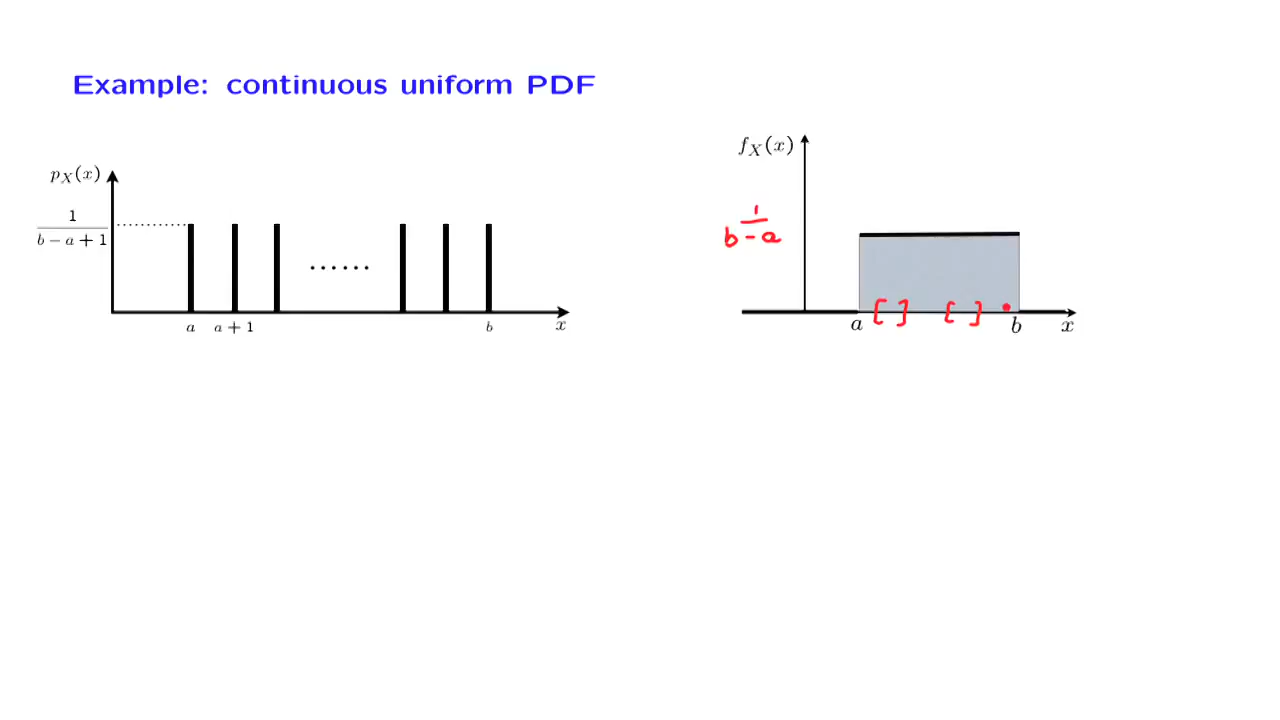 Example: continuous uniform PDF
p_X(x)
1
b − a + 1
......
a
a + 1
b
x
f_X(x)
1
b - a
[ ] [ ]
a
b
x